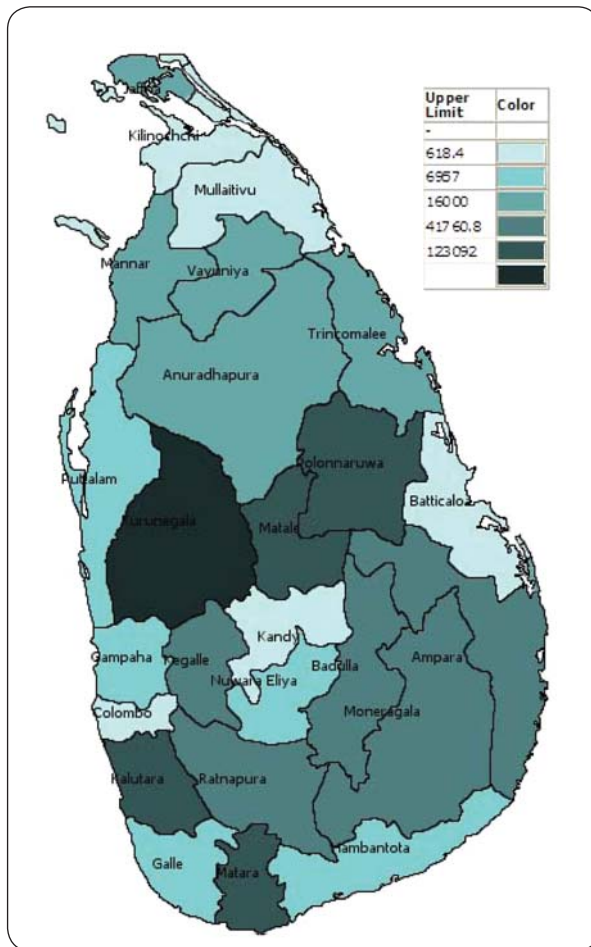 Jaffna
Kilinochchi
Mullaitivu
Mannar
Vavuniya
Trincomalee
Anuradhapura
Polonnaruwa
Puttalam
Kurunegala
Matale
Batticaloa
Kandy
Gampaha
Kegalle
Badulla
Ampara
Nuwara Eliya
Colombo
Moneragala
Kalutara
Ratnapura
Hambantota
Galle
Matara
Upper Limit Color
-
618.4
6957
16000
41760.8
123092